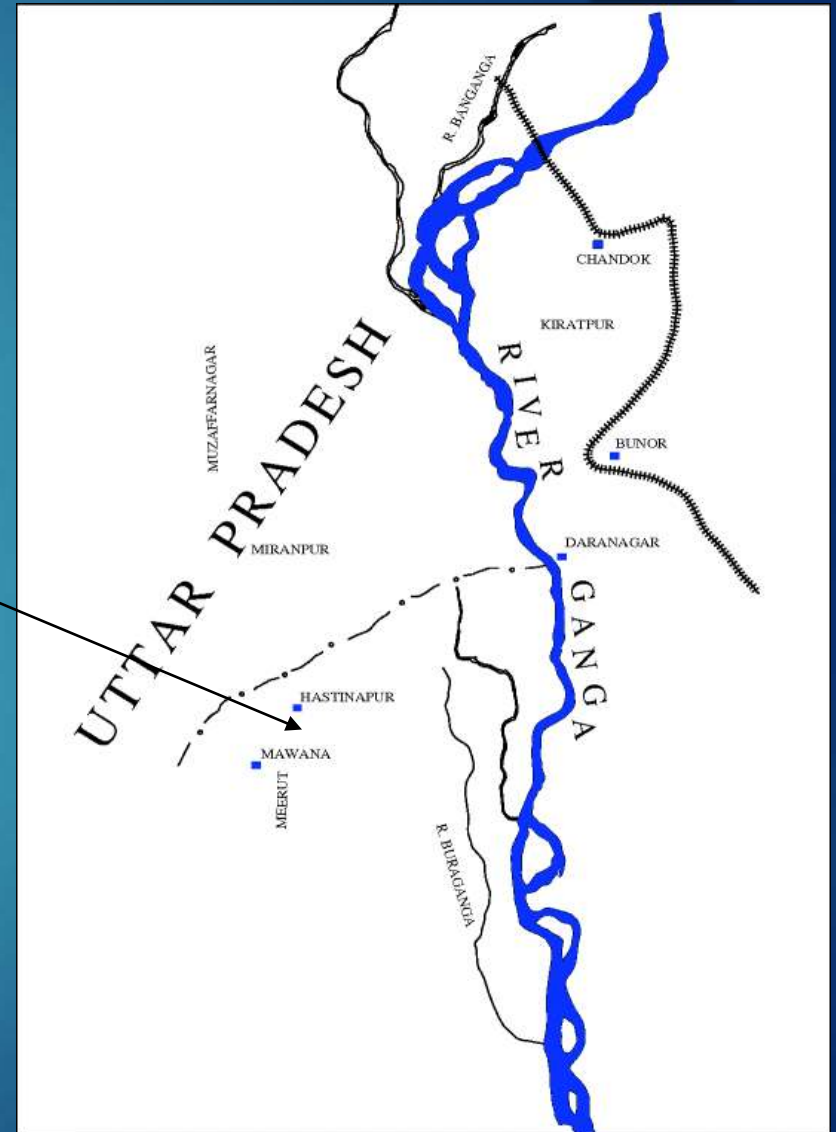 R. BANGANGA
CHANDOK
KIRATPUR
MUZAFFARNAGAR
UTTAR PRADESH
RIVER GANGA
BUNOR
MIRANPUR
DARANAGAR
HASTINAPUR
MAWANA
MEERUT
R. BURAGANGA